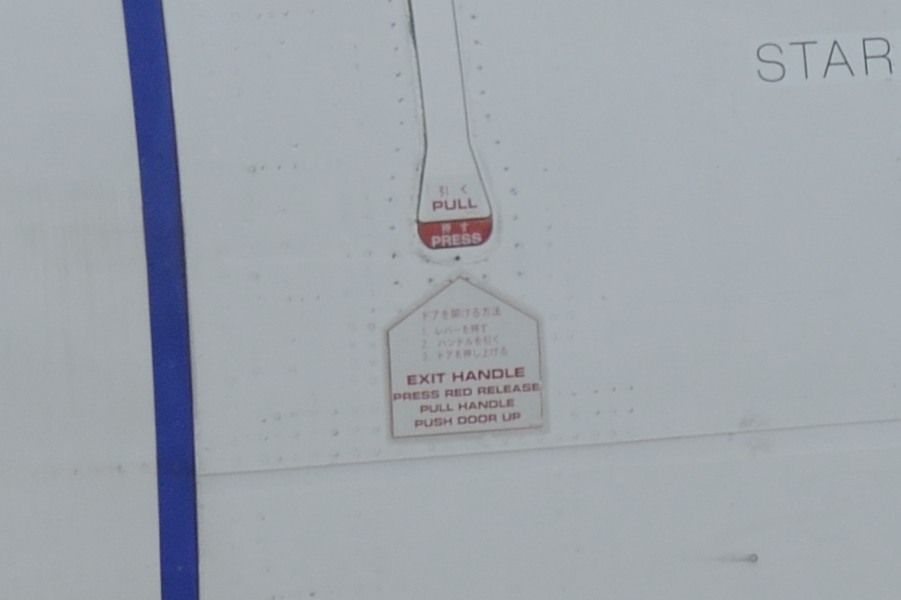 STAR
引く
PULL
押す
PRESS
ドアを開ける方法
1. レバーを押す
2. ハンドルを引く
3. ドアを押し上げる
EXIT HANDLE
PRESS RED RELEASE
PULL HANDLE
PUSH DOOR UP